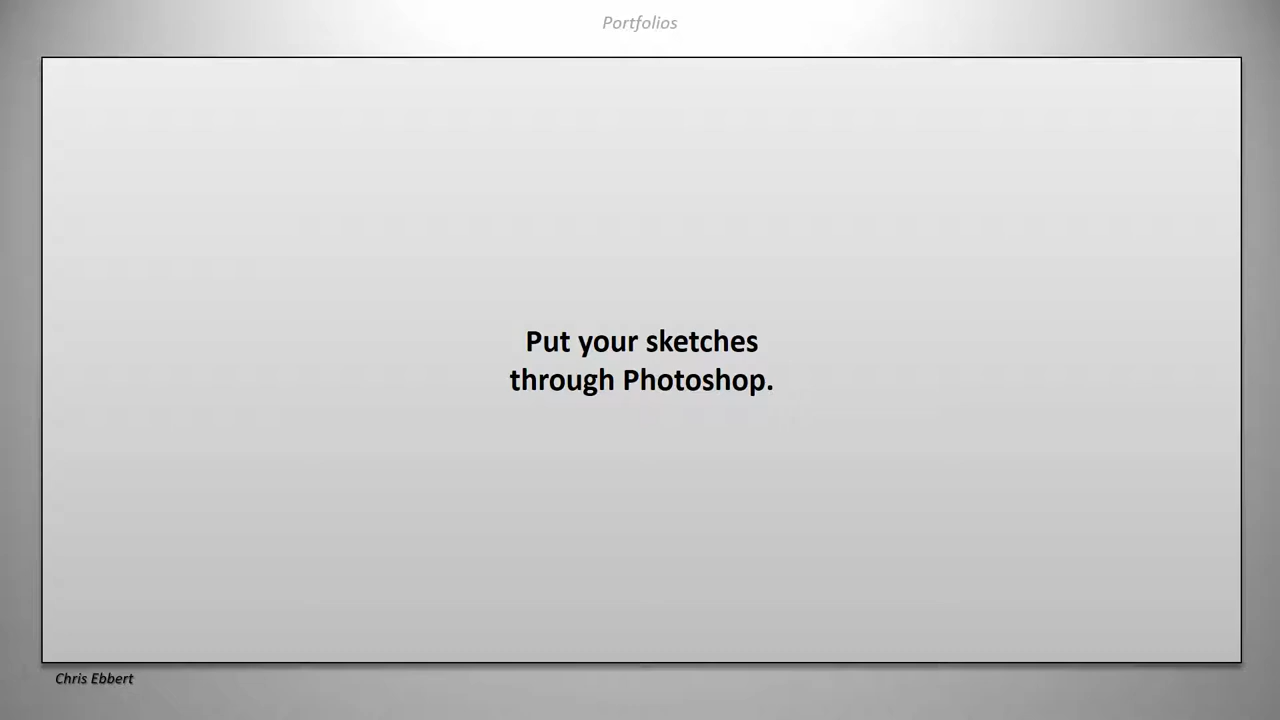 Portfolios
Put your sketches
through Photoshop.
Chris Ebbert